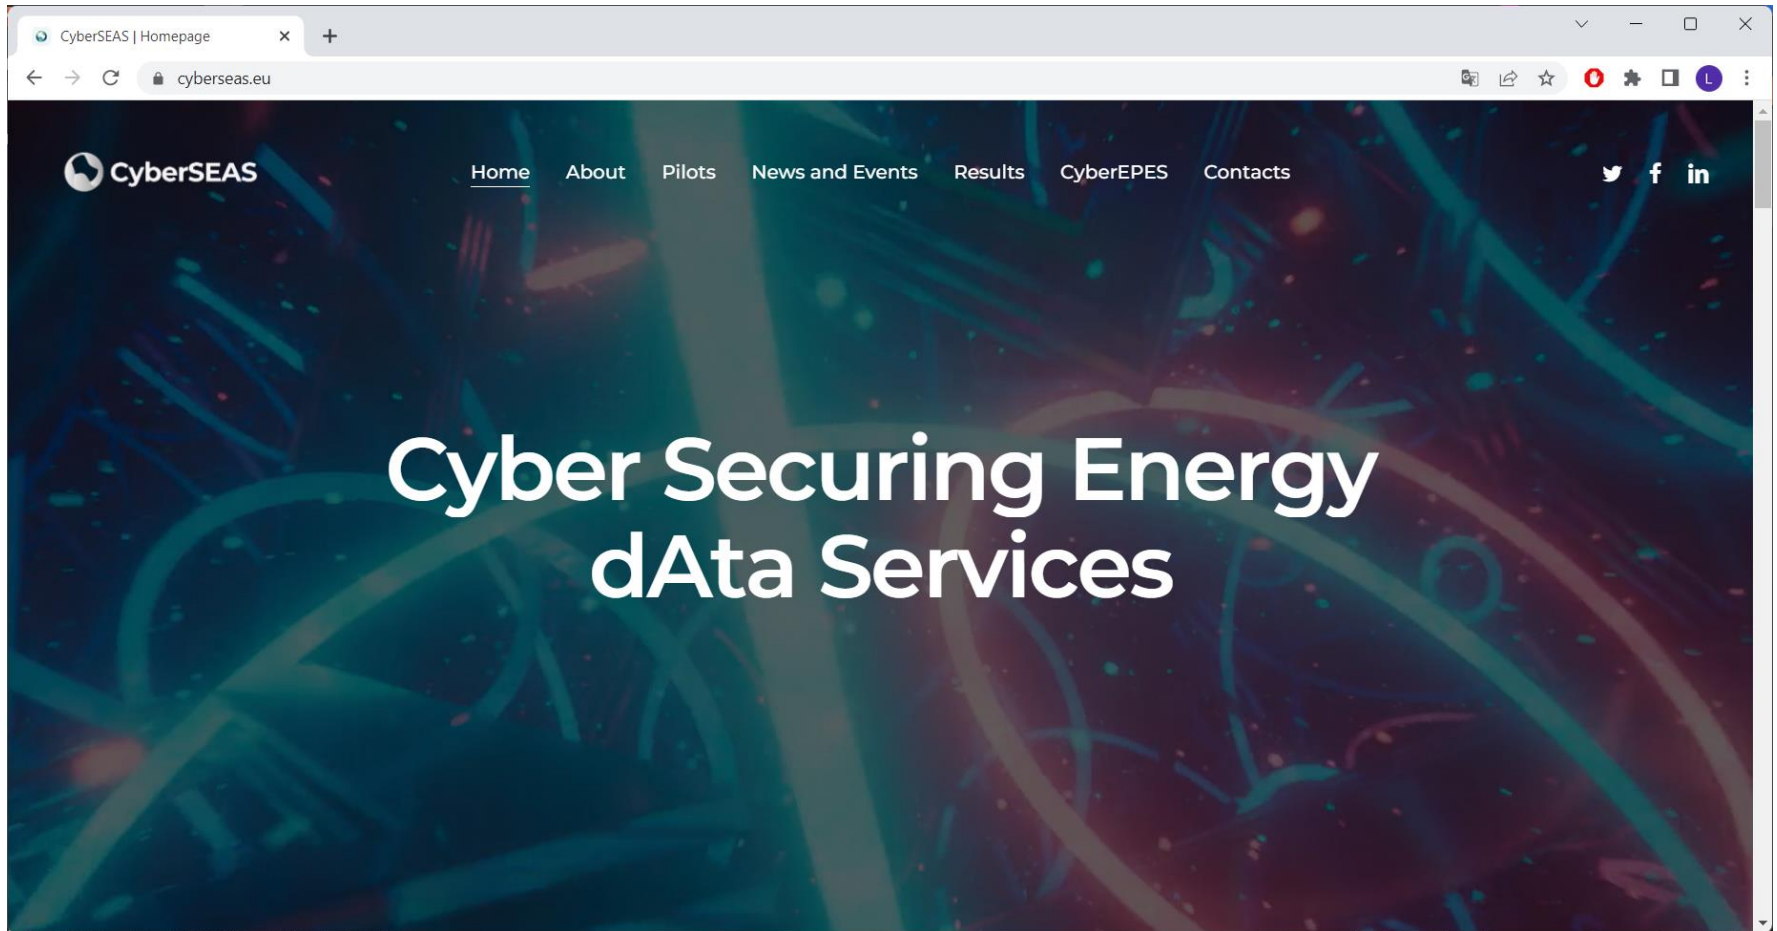 CyberSEAS | Homepage
cyberseas.eu
L
CyberSEAS
Home About Pilots News and Events Results CyberEPES Contacts
Cyber Securing Energy
dAta Services